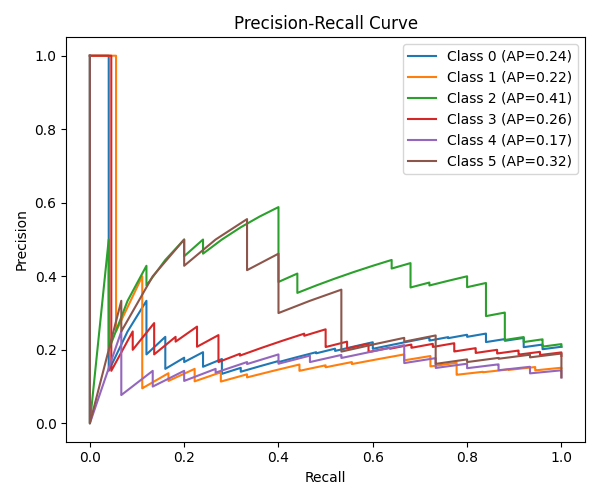 Precision-Recall Curve
Class 0 (AP=0.24)
Class 1 (AP=0.22)
Class 2 (AP=0.41)
Class 3 (AP=0.26)
Class 4 (AP=0.17)
Class 5 (AP=0.32)
Precision
1.0
0.8
0.6
0.4
0.2
0.0
0.0 0.2 0.4 0.6 0.8 1.0
Recall